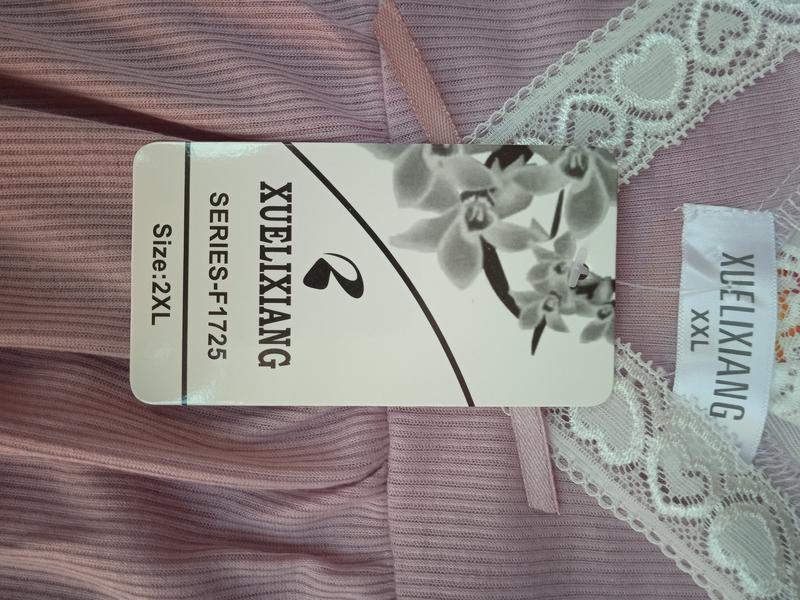 XUELIXIANG
SERIES-F1725
Size:2XL
XUELIXIANG
XXL